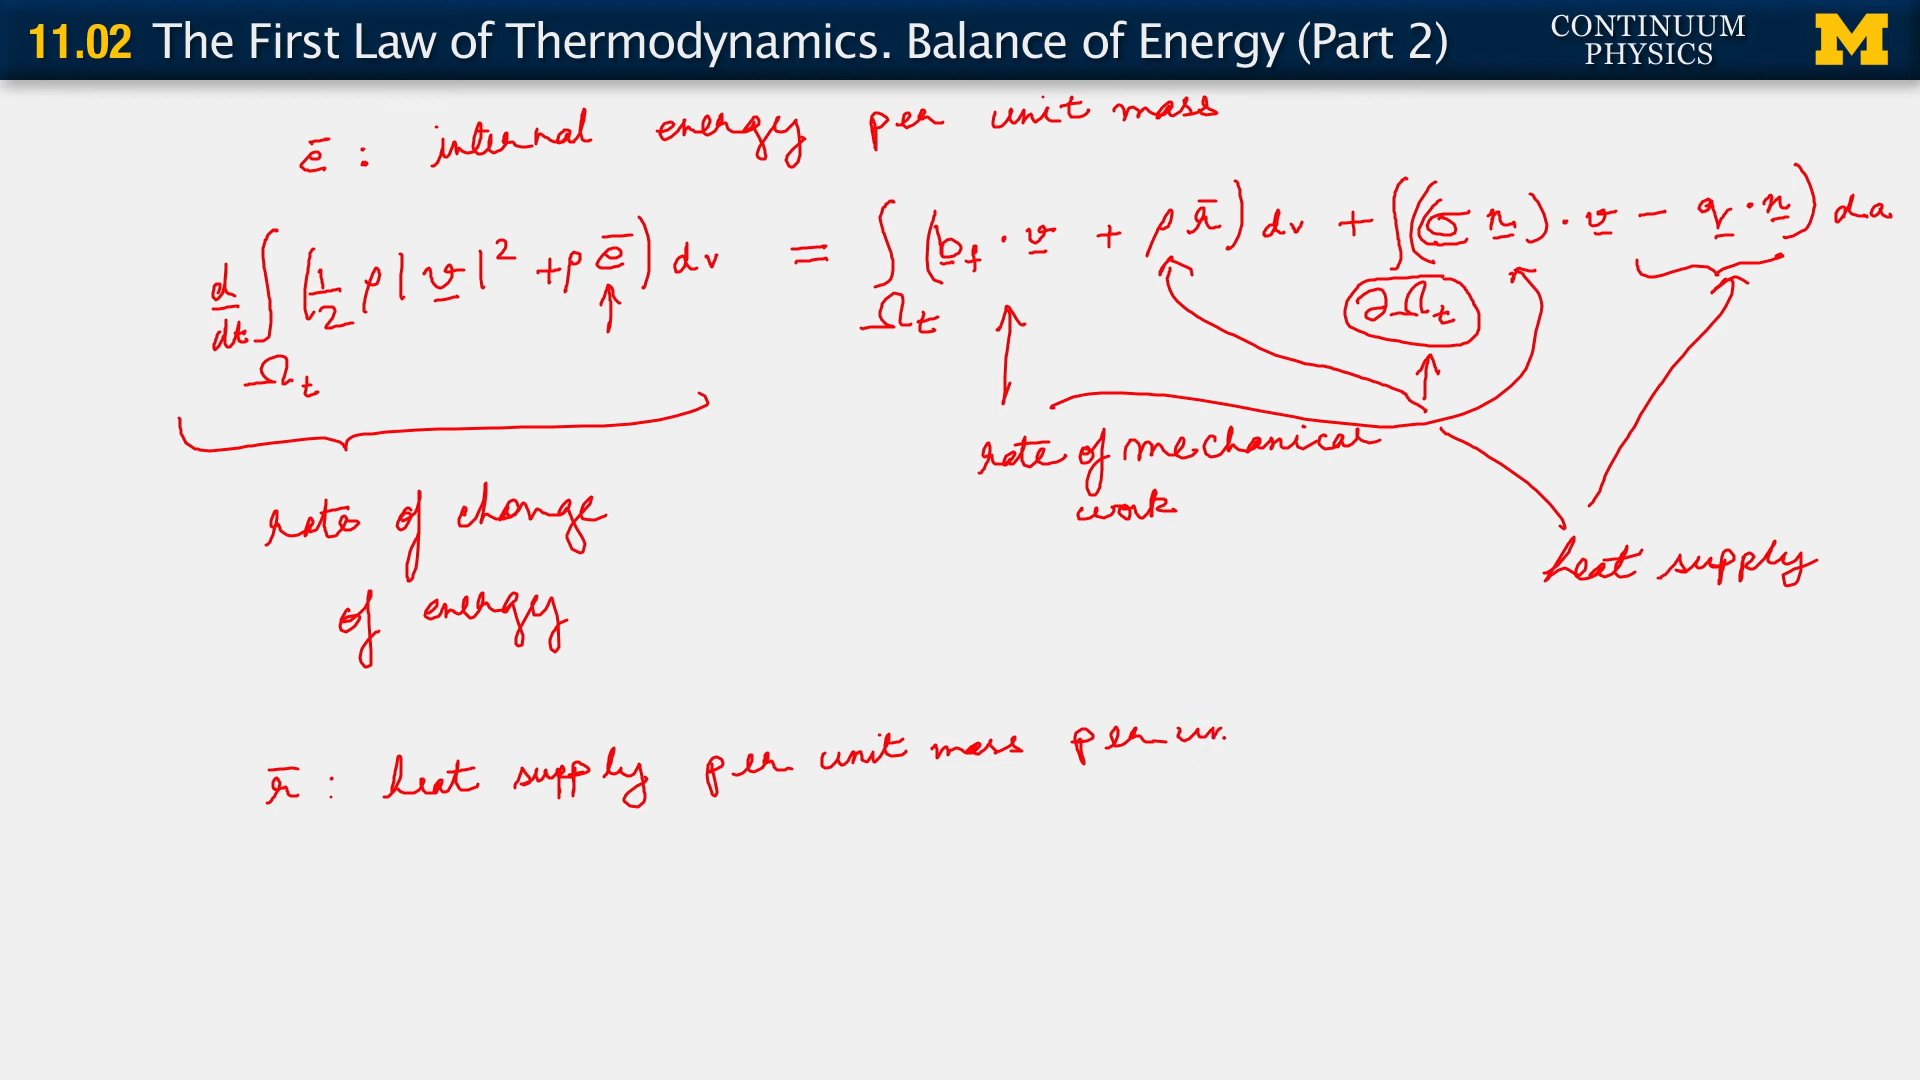 11.02 The First Law of Thermodynamics. Balance of Energy (Part 2)
CONTINUUM
PHYSICS
M
ē : internal energy per unit mass
d/dt ∫_Ω_t (1/2 ρ|v|² + ρ ē) dv = ∫_Ω_t (b_f · v + ρ r̄) dv + ∫_∂Ω_t ((σ n) · v − q · n) da
rate of mechanical
work
rate of change
of energy
heat supply
r̄ : heat supply per unit mass per